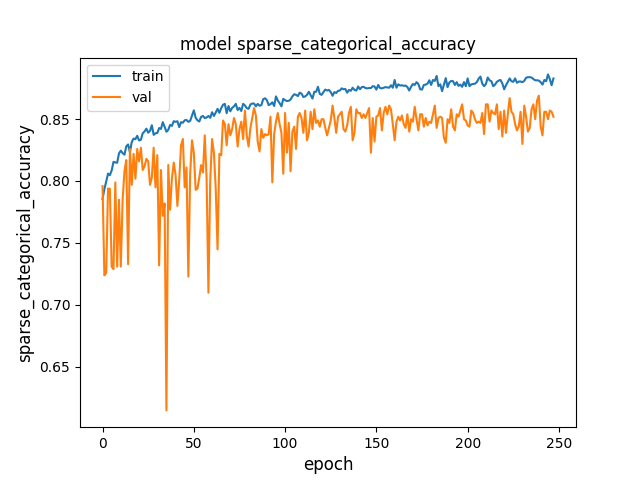 model sparse_categorical_accuracy
train
val
sparse_categorical_accuracy
0.85
0.80
0.75
0.70
0.65
0 50 100 150 200 250
epoch